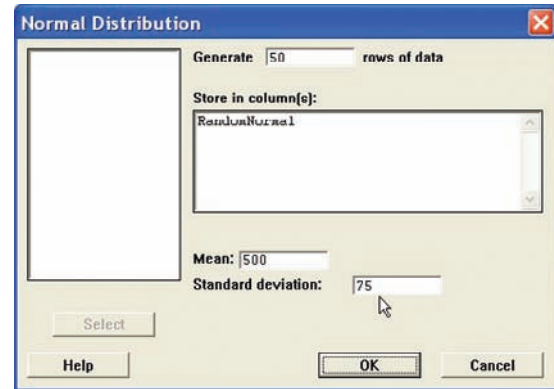 Normal Distribution
Generate 50 rows of data
Store in column(s):
RandomNormal
Mean: 500
Standard deviation: 75
Select
Help OK Cancel